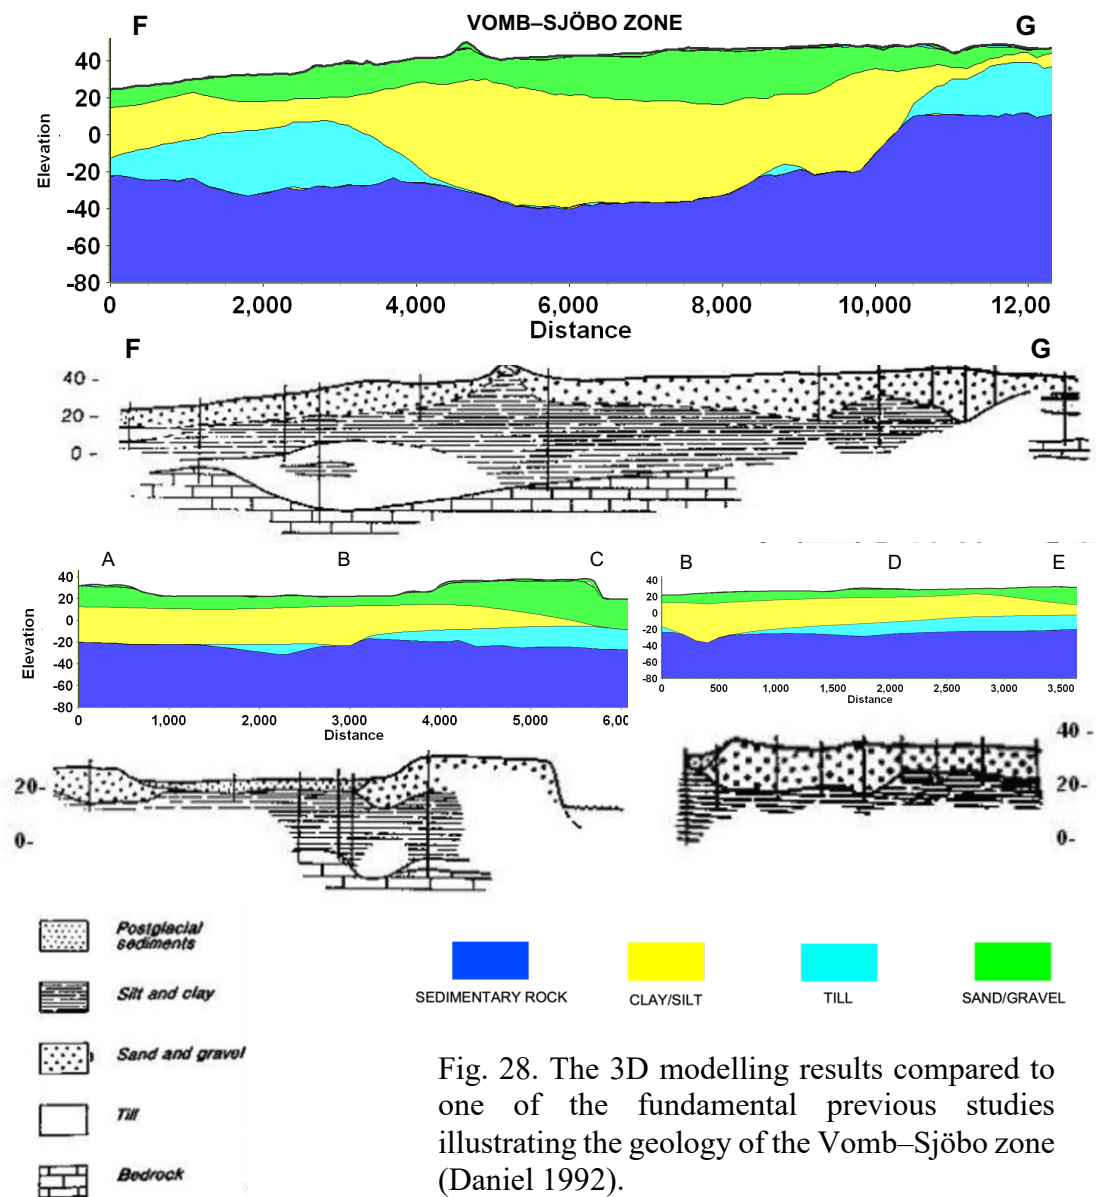 F
VOMB–SJÖBO ZONE
G
Elevation
40
20
0
-20
-40
-60
-80
0 2,000 4,000 6,000 8,000 10,000 12,00
Distance
F
G
40 -
20 -
0 -
A B C
Elevation
40
20
0
-20
-40
-60
-80
0 1,000 2,000 3,000 4,000 5,000 6,00
Distance
B D E
40
20
0
-20
-40
-60
-80
0 500 1,000 1,500 2,000 2,500 3,000 3,500
Distance
20-
0-
40 -
20-
0-
Postglacial
sediments
Silt and clay
Sand and gravel
Till
Bedrock
SEDIMENTARY ROCK
CLAY/SILT
TILL
SAND/GRAVEL
Fig. 28. The 3D modelling results compared to
one of the fundamental previous studies
illustrating the geology of the Vomb–Sjöbo zone
(Daniel 1992).